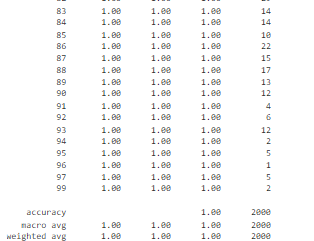 83 1.00 1.00 1.00 14
84 1.00 1.00 1.00 14
85 1.00 1.00 1.00 10
86 1.00 1.00 1.00 22
87 1.00 1.00 1.00 15
88 1.00 1.00 1.00 17
89 1.00 1.00 1.00 13
90 1.00 1.00 1.00 12
91 1.00 1.00 1.00 4
92 1.00 1.00 1.00 6
93 1.00 1.00 1.00 12
94 1.00 1.00 1.00 2
95 1.00 1.00 1.00 5
96 1.00 1.00 1.00 1
97 1.00 1.00 1.00 5
99 1.00 1.00 1.00 2
accuracy 1.00 2000
macro avg 1.00 1.00 1.00 2000
weighted avg 1.00 1.00 1.00 2000